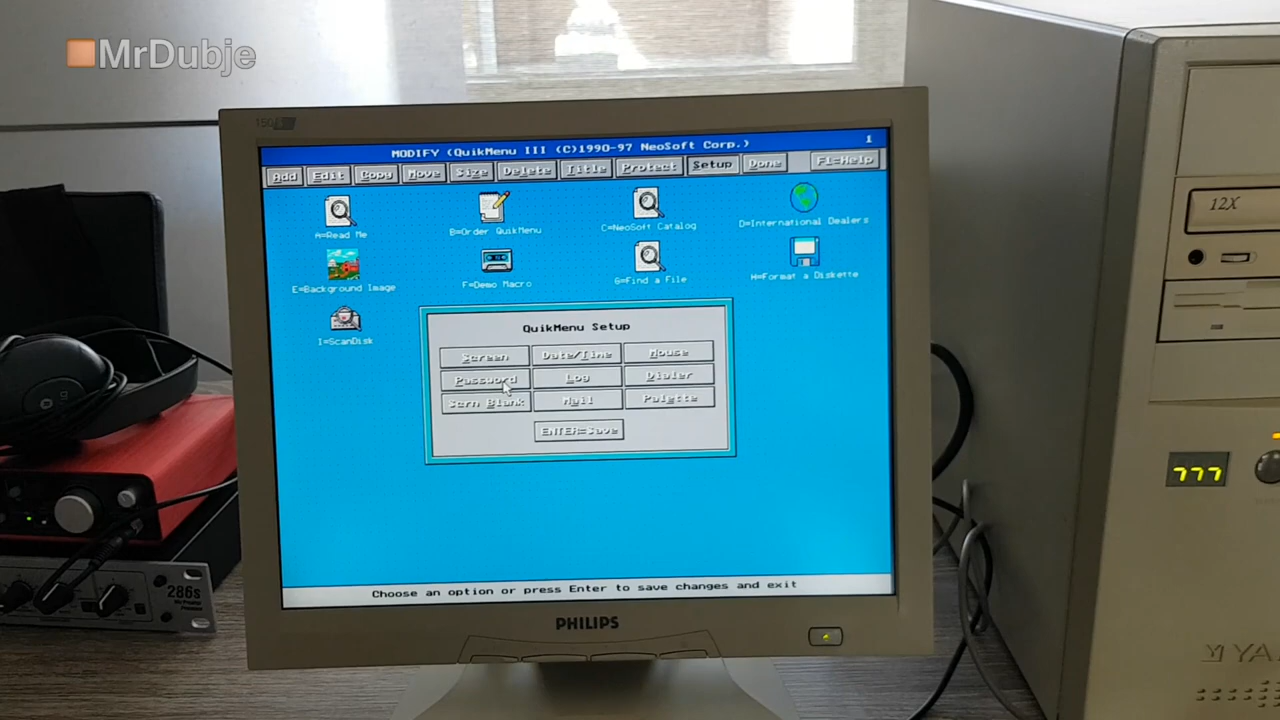 MrDubje
150
MODIFY (QuikMenu III (C)1990-97 NeoSoft Corp.) 1
Add Edit Copy Move Size Delete Title Protect Setup Done F1=Help
A=Read Me B=Order QuikMenu C=NeoSoft Catalog D=International Dealers
E=Background Image F=Demo Macro G=Find a File H=Format a Diskette
I=ScanDisk
QuikMenu Setup
Screen Date/Time Mouse
Password Log Dialer
Scrn Blank Mail Palette
ENTER=Save
Choose an option or press Enter to save changes and exit
PHILIPS
12X
777
286s